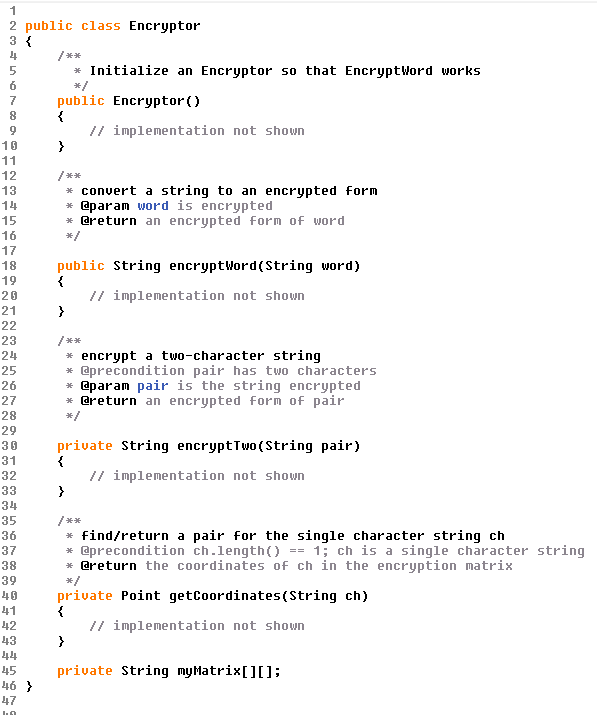 1
2 public class Encryptor
3 {
4     /**
5       * Initialize an Encryptor so that EncryptWord works
6       */
7     public Encryptor()
8     {
9         // implementation not shown
10     }
11
12     /**
13      * convert a string to an encrypted form
14      * @param word is encrypted
15      * @return an encrypted form of word
16      */
17
18     public String encryptWord(String word)
19     {
20         // implementation not shown
21     }
22
23     /**
24      * encrypt a two-character string
25      * @precondition pair has two characters
26      * @param pair is the string encrypted
27      * @return an encrypted form of pair
28      */
29
30     private String encryptTwo(String pair)
31     {
32         // implementation not shown
33     }
34
35     /**
36      * find/return a pair for the single character string ch
37      * @precondition ch.length() == 1; ch is a single character string
38      * @return the coordinates of ch in the encryption matrix
39      */
40     private Point getCoordinates(String ch)
41     {
42         // implementation not shown
43     }
44
45     private String myMatrix[][];
46 }
47